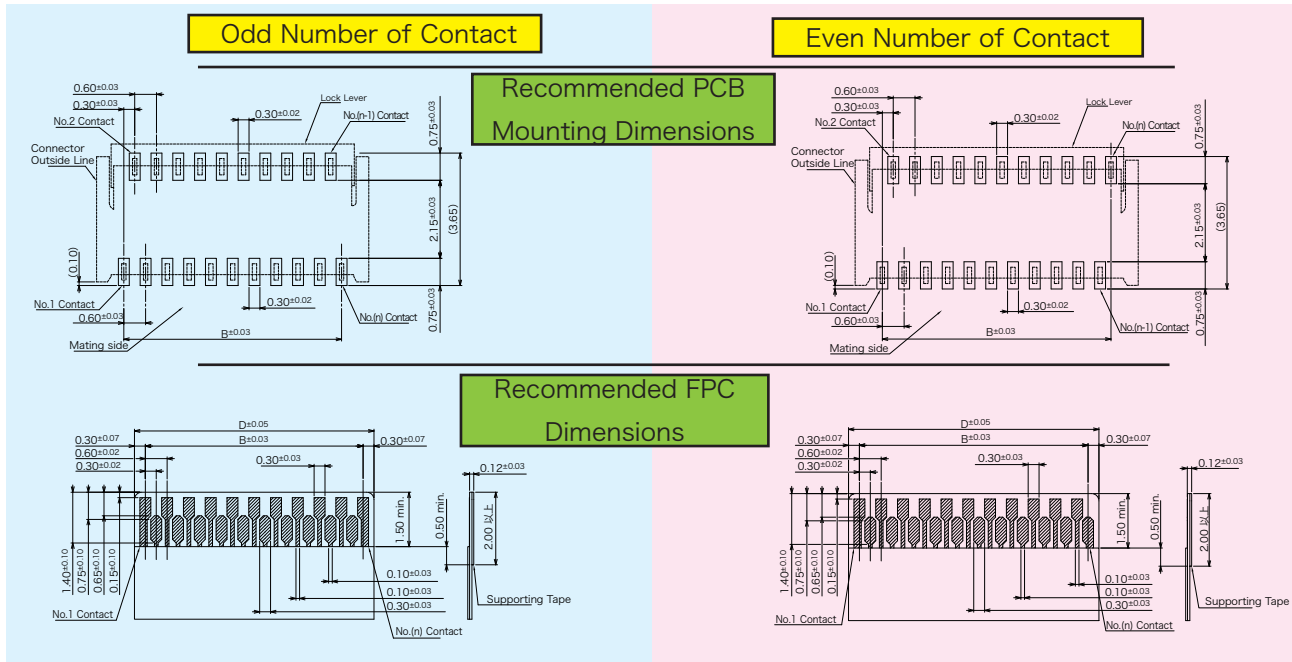 Odd Number of Contact
Even Number of Contact
Recommended PCB
Mounting Dimensions
0.60±0.03
0.30±0.03
No.2 Contact
Connector
Outside Line
Lock Lever
0.30±0.02
No.(n-1) Contact
0.75±0.03
2.15±0.03
(3.65)
0.75±0.03
(0.10)
No.1 Contact
0.60±0.03
0.30±0.02
No.(n) Contact
B±0.03
Mating side
0.60±0.03
0.30±0.03
No.2 Contact
Connector
Outside Line
Lock Lever
0.30±0.02
No.(n) Contact
0.75±0.03
2.15±0.03
(3.65)
0.75±0.03
(0.10)
No.1 Contact
0.60±0.03
0.30±0.02
No.(n-1) Contact
B±0.03
Mating side
Recommended FPC
Dimensions
D±0.05
0.30±0.07
B±0.03
0.30±0.07
0.60±0.02
0.30±0.02
0.30±0.03
0.12±0.03
1.50 min.
0.50 min.
2.00 以上
1.40±0.10
0.75±0.10
0.65±0.10
0.15±0.10
0.10±0.03
0.10±0.03
0.30±0.03
Supporting Tape
No.1 Contact
No.(n) Contact
D±0.05
0.30±0.07
B±0.03
0.30±0.07
0.60±0.02
0.30±0.02
0.30±0.03
0.12±0.03
1.50 min.
0.50 min.
2.00 以上
1.40±0.10
0.75±0.10
0.65±0.10
0.15±0.10
0.10±0.03
0.10±0.03
0.30±0.03
Supporting Tape
No.1 Contact
No.(n) Contact